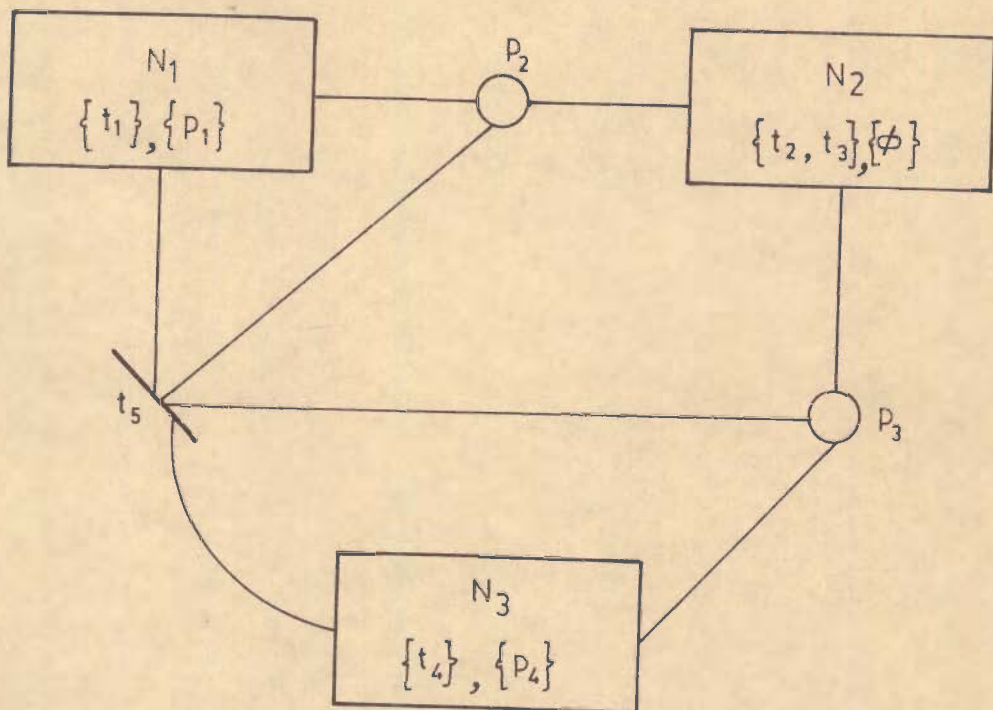 N₁
{t₁}, {P₁}
P₂
N₂
{t₂, t₃}, {ϕ}
t₅
P₃
N₃
{t₄}, {P₄}